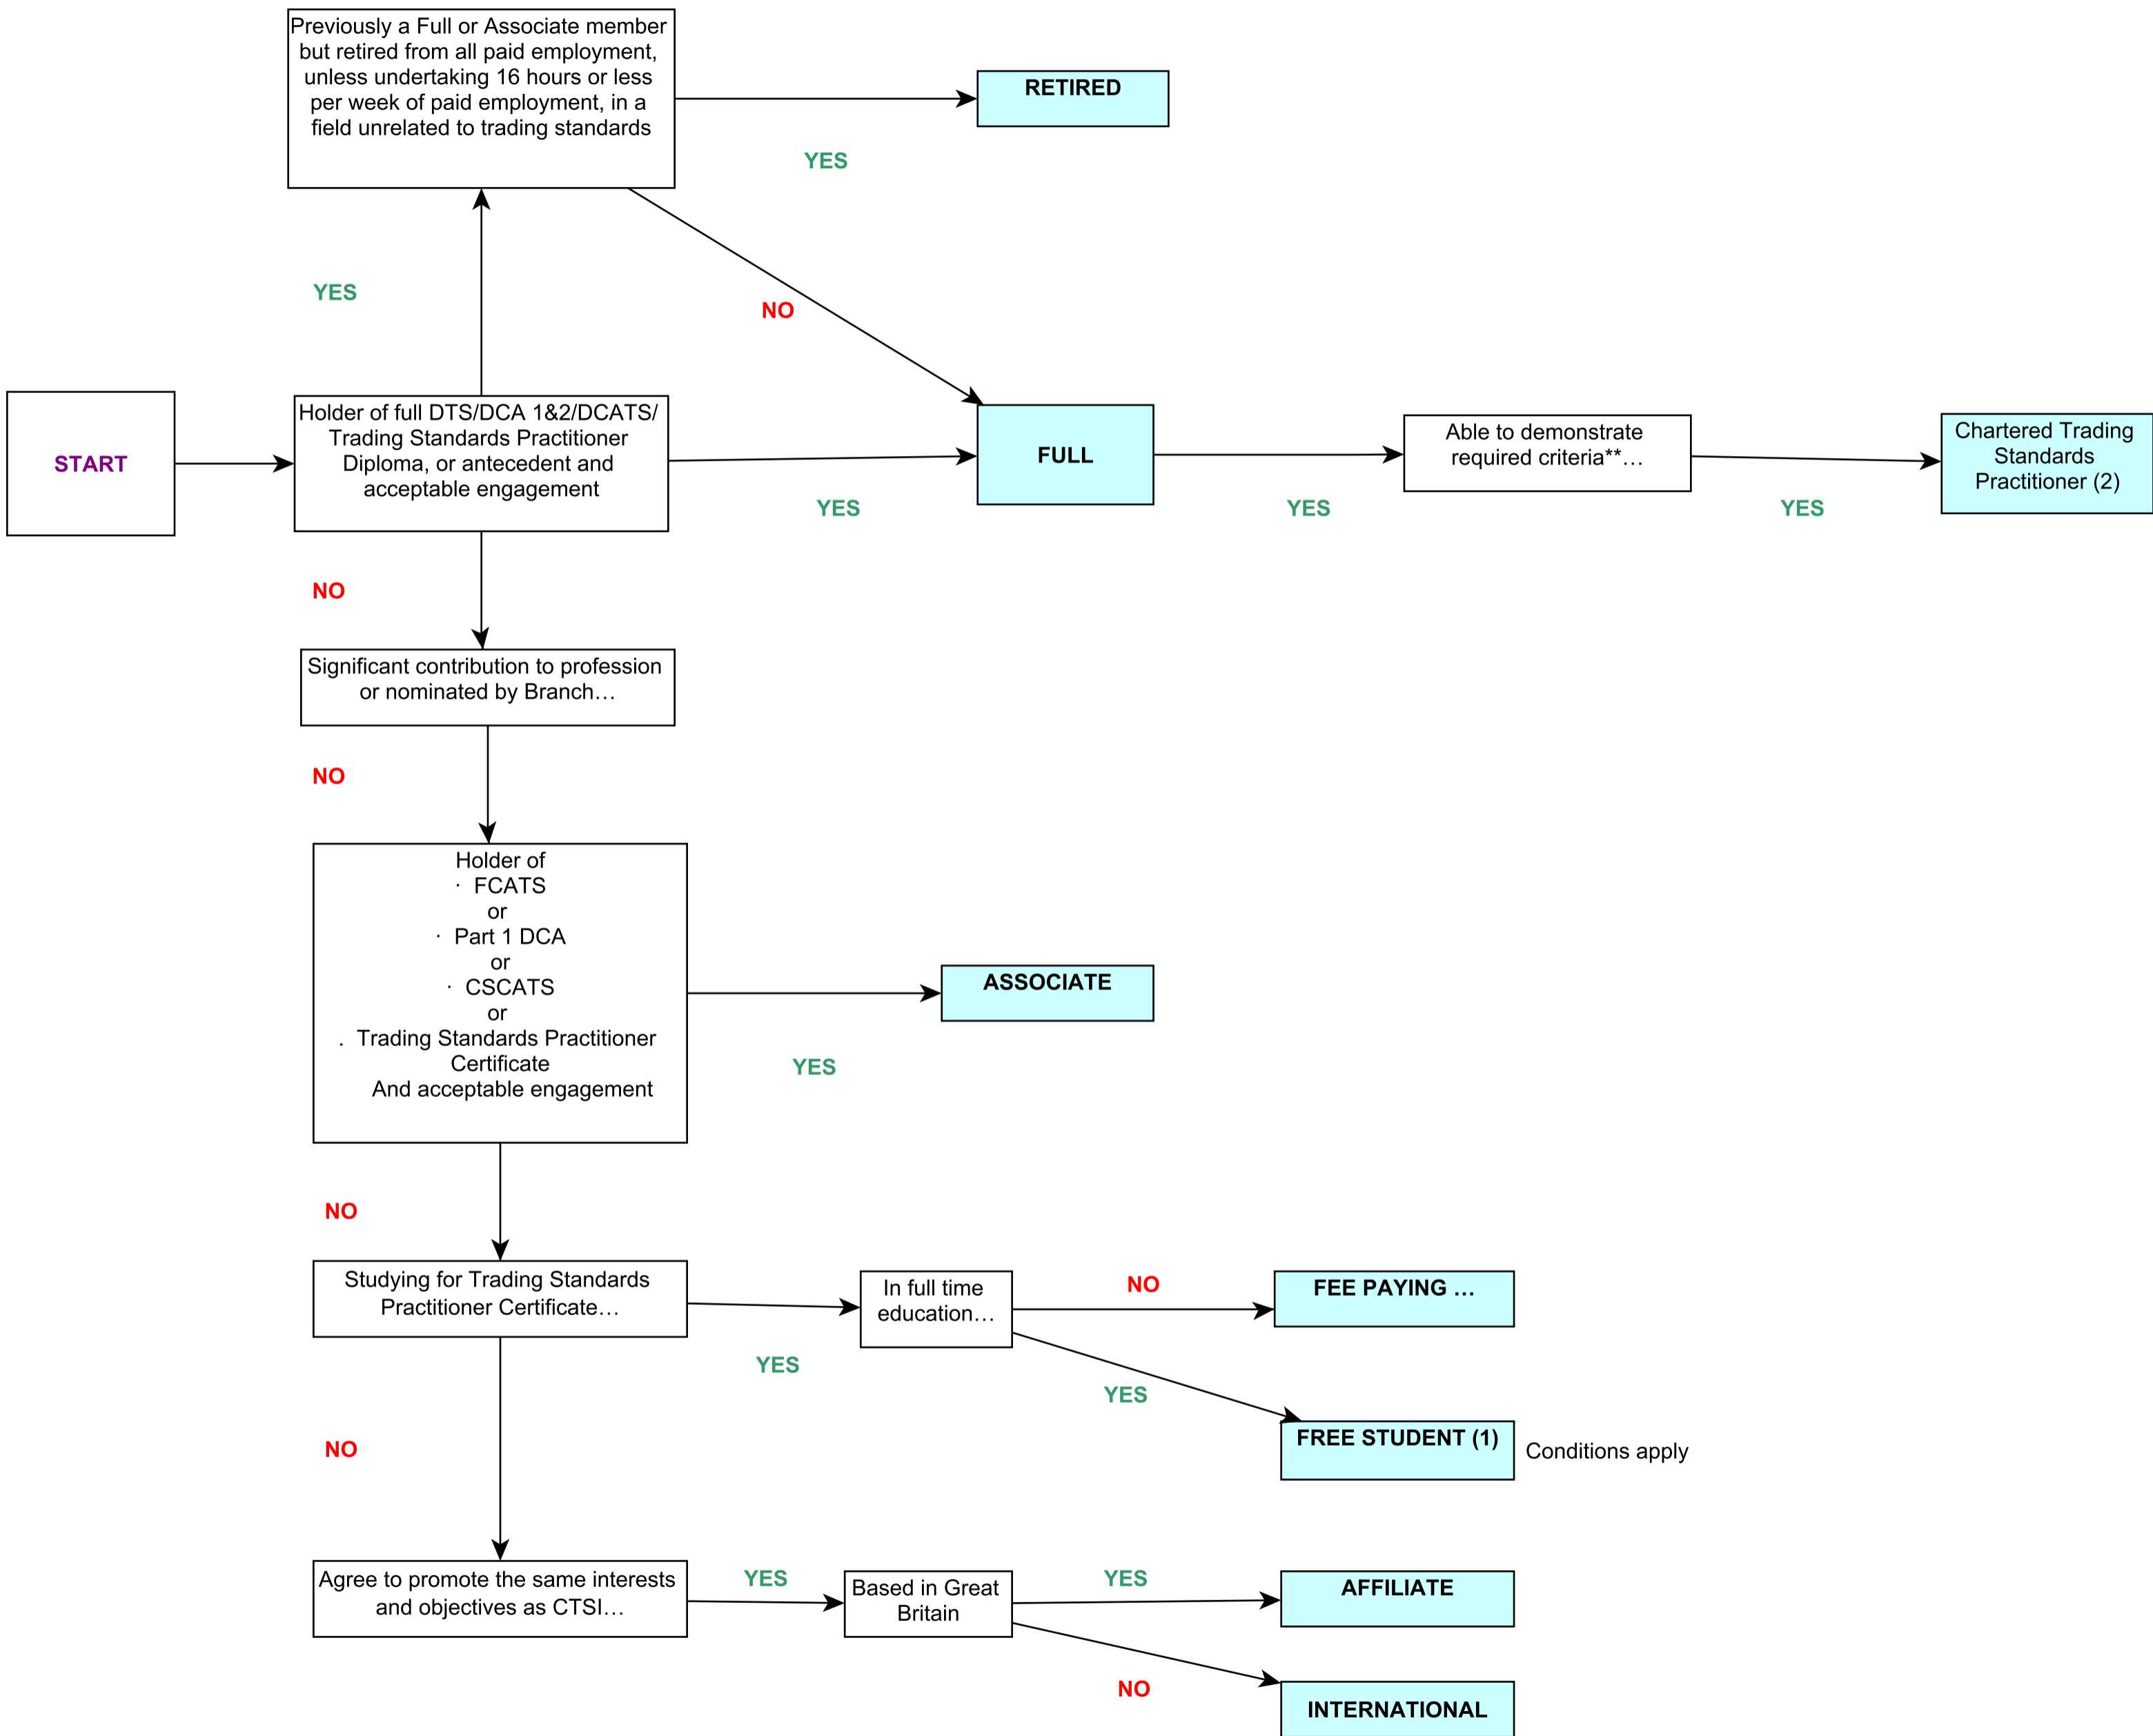 Previously a Full or Associate member
but retired from all paid employment,
unless undertaking 16 hours or less
per week of paid employment, in a
field unrelated to trading standards
RETIRED
YES
YES
NO
START
Holder of full DTS/DCA 1&2/DCATS/
Trading Standards Practitioner
Diploma, or antecedent and
acceptable engagement
YES
FULL
YES
Able to demonstrate
required criteria**…
YES
Chartered Trading
Standards
Practitioner (2)
NO
Significant contribution to profession
or nominated by Branch…
NO
Holder of
· FCATS
or
· Part 1 DCA
or
· CSCATS
or
. Trading Standards Practitioner
Certificate
And acceptable engagement
YES
ASSOCIATE
NO
Studying for Trading Standards
Practitioner Certificate…
YES
In full time
education…
NO
FEE PAYING …
YES
FREE STUDENT (1)
Conditions apply
NO
Agree to promote the same interests
and objectives as CTSI…
YES
Based in Great
Britain
YES
AFFILIATE
NO
INTERNATIONAL